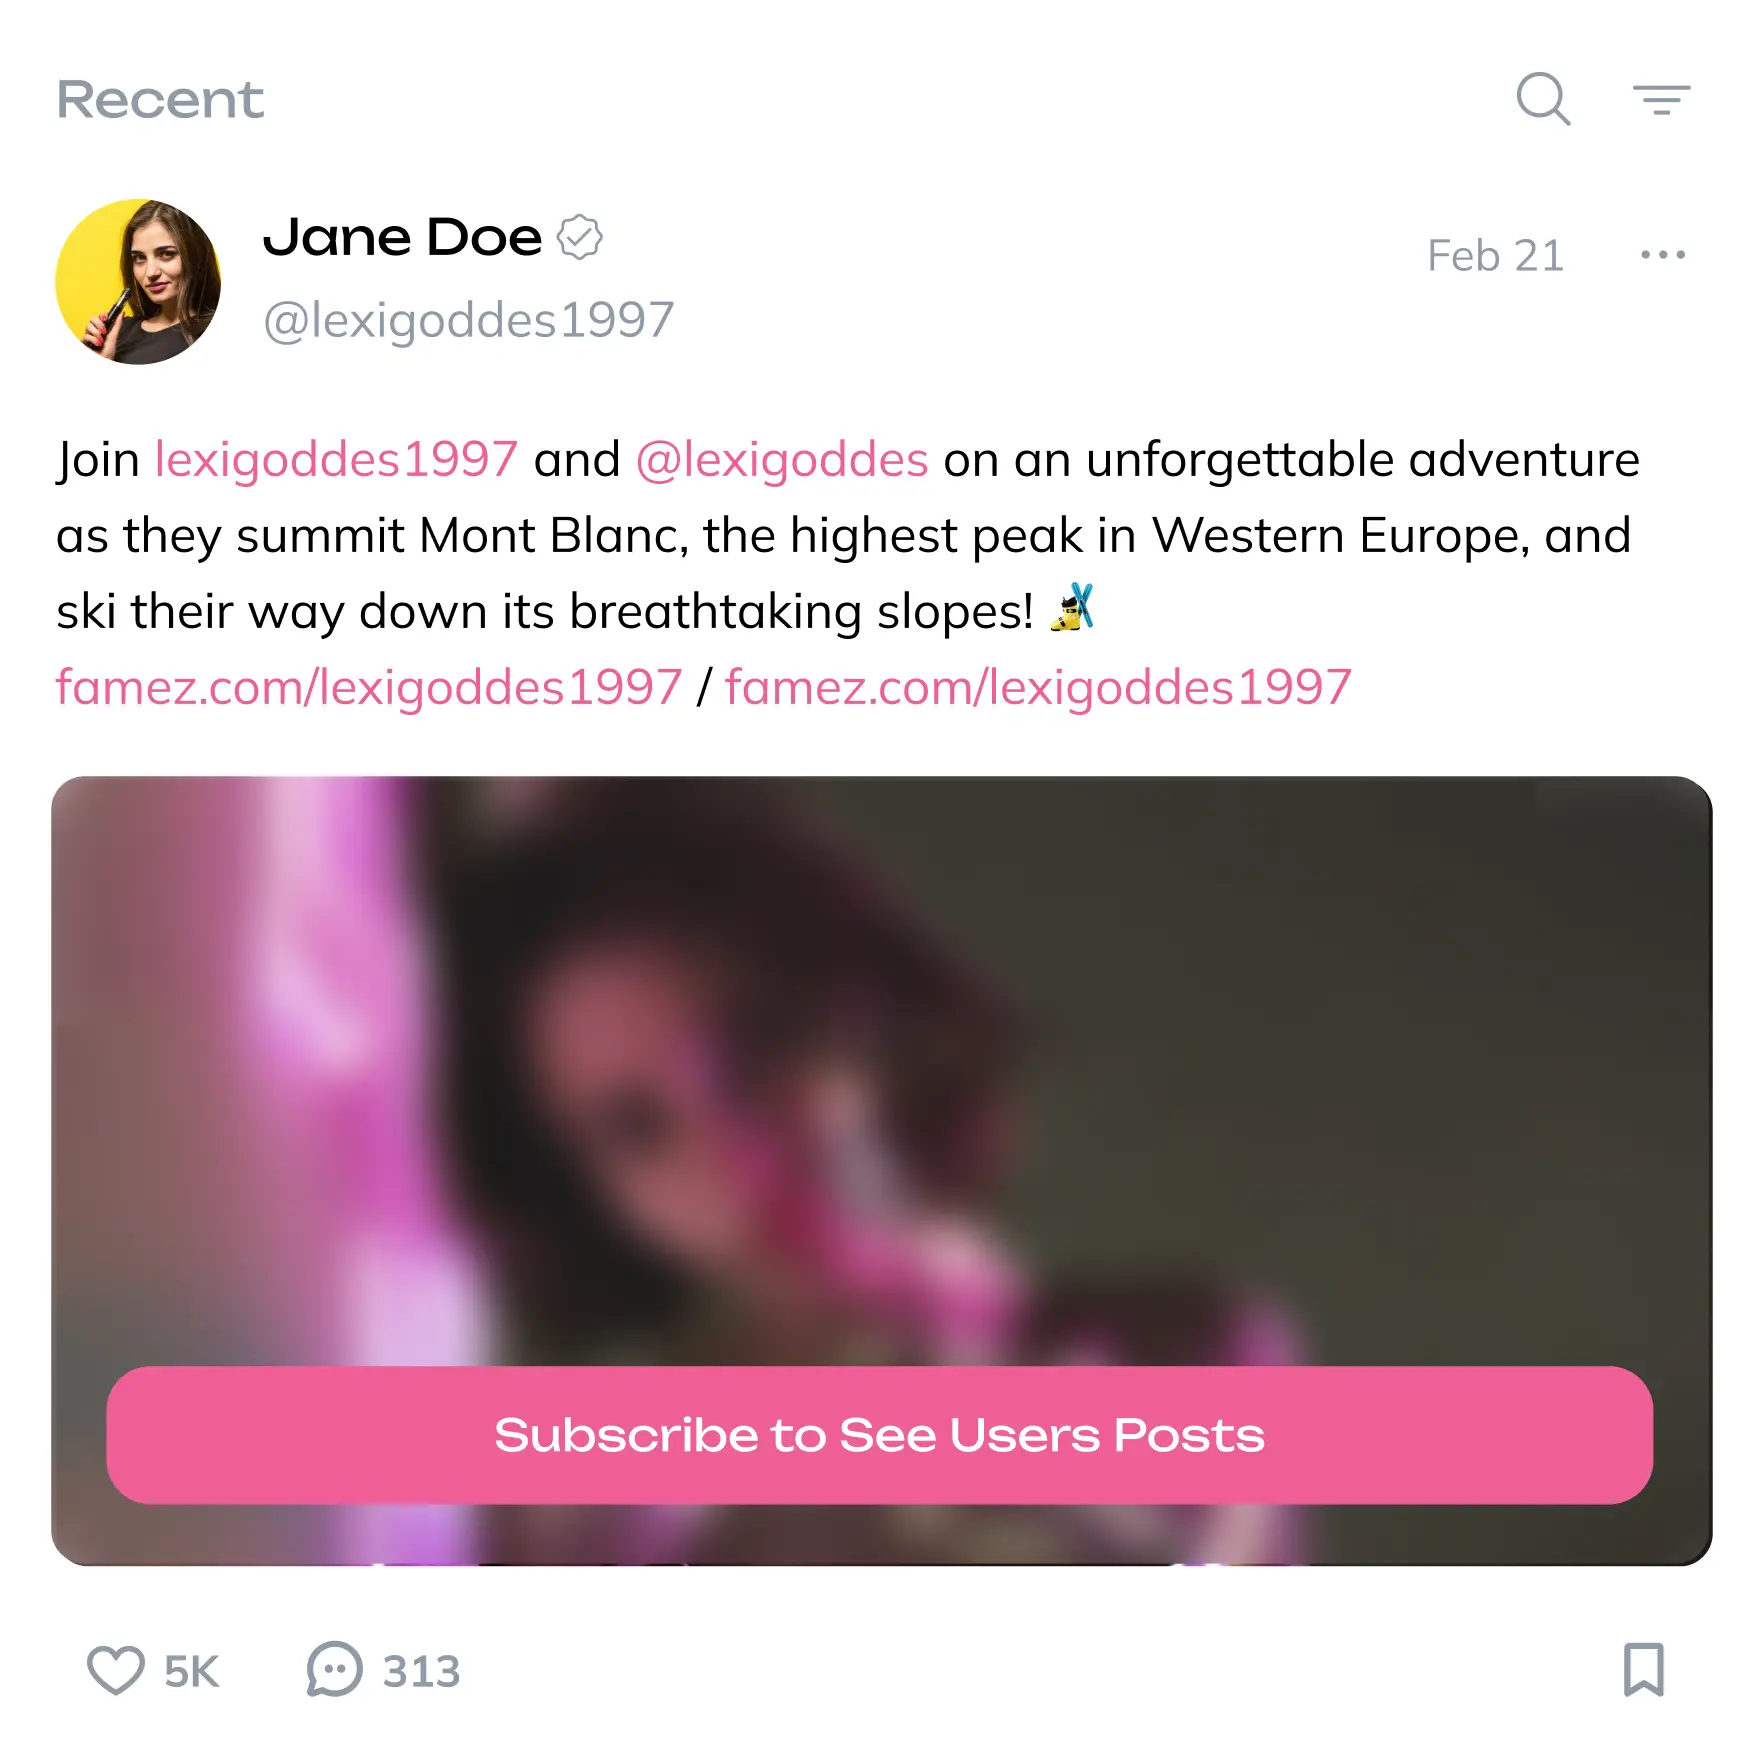 Recent
Jane Doe
Feb 21
@lexigoddes1997
Join lexigoddes1997 and @lexigoddes on an unforgettable adventure
as they summit Mont Blanc, the highest peak in Western Europe, and
ski their way down its breathtaking slopes! 🎿
famez.com/lexigoddes1997 / famez.com/lexigoddes1997
Subscribe to See Users Posts
5K 313